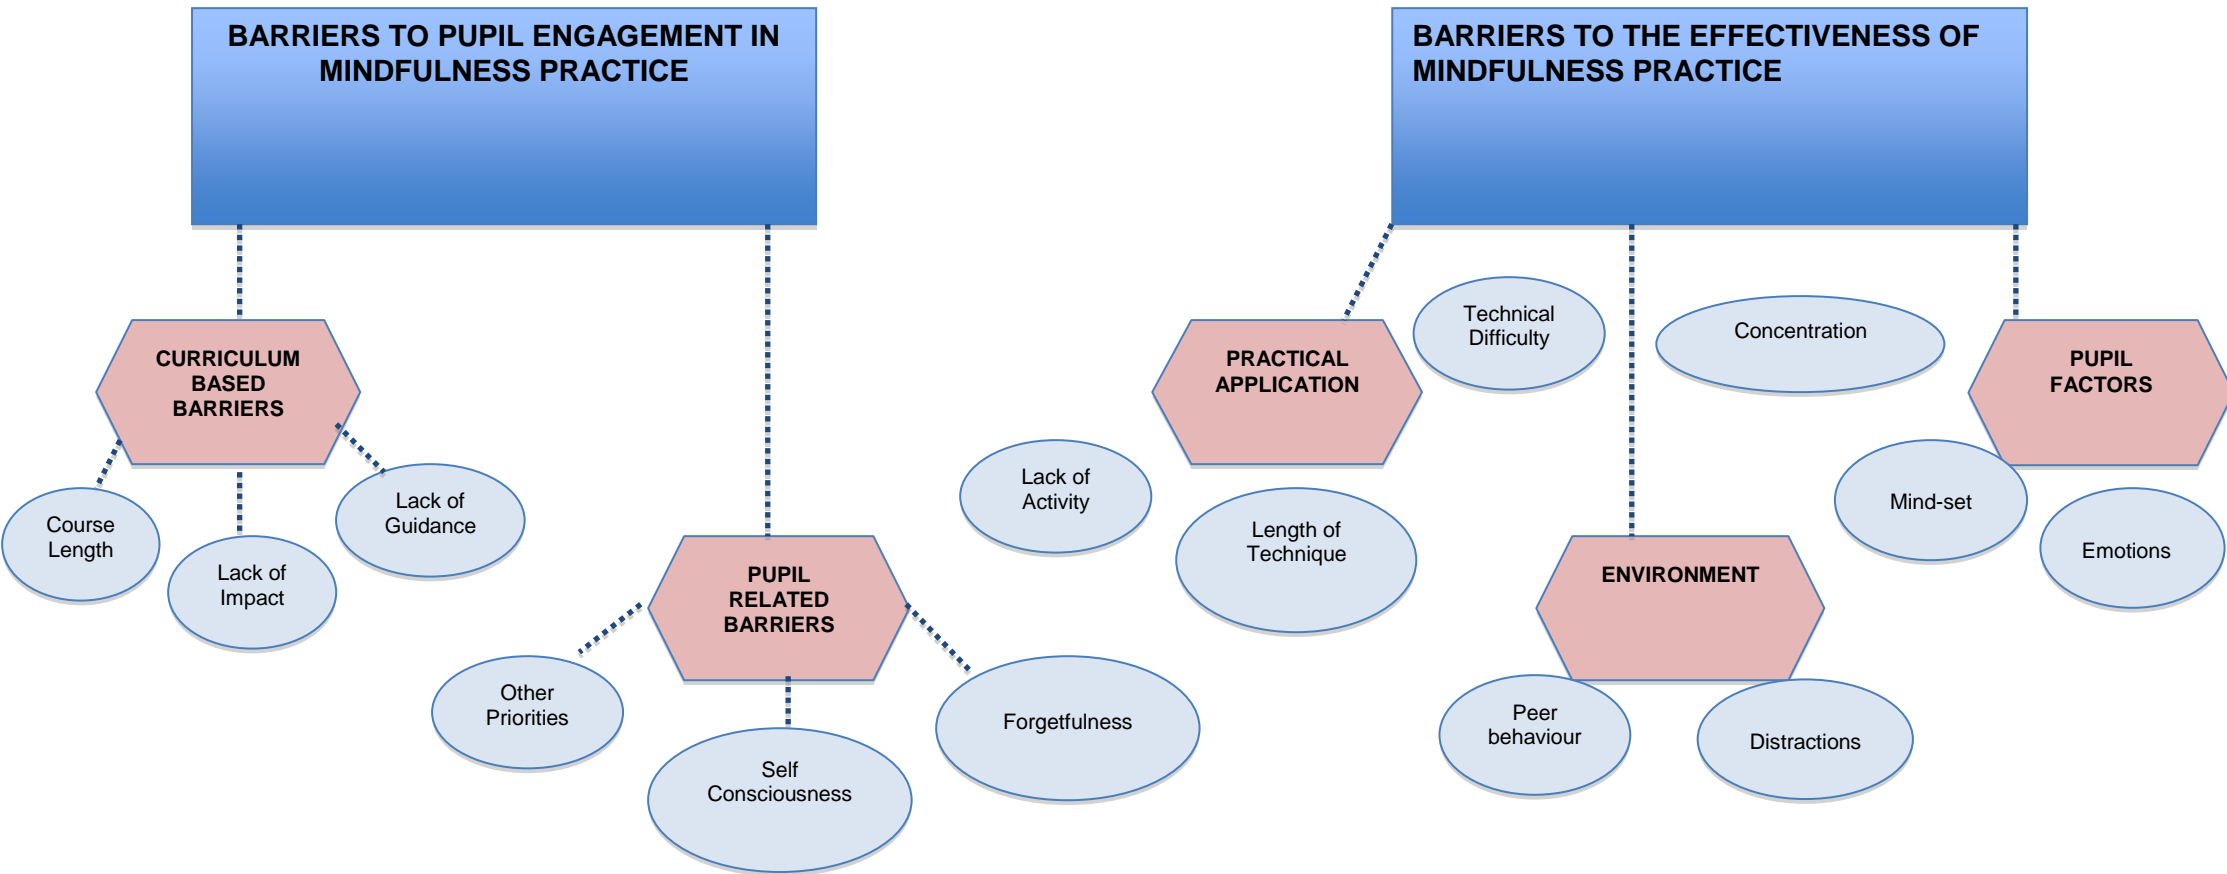 BARRIERS TO PUPIL ENGAGEMENT IN
MINDFULNESS PRACTICE
BARRIERS TO THE EFFECTIVENESS OF
MINDFULNESS PRACTICE
CURRICULUM
BASED
BARRIERS
Course
Length
Lack of
Impact
Lack of
Guidance
PUPIL
RELATED
BARRIERS
Other
Priorities
Self
Consciousness
Forgetfulness
PRACTICAL
APPLICATION
Technical
Difficulty
Lack of
Activity
Length of
Technique
ENVIRONMENT
Peer
behaviour
Distractions
Concentration
PUPIL
FACTORS
Mind-set
Emotions